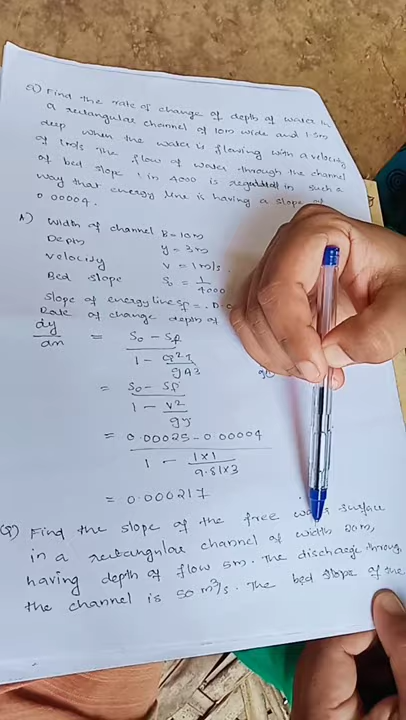 Q) Find the rate of change of depth of water in
a rectangular channel of 10m wide and 1.5m
deep when the water is flowing with a velocity
of 1m/s. The flow of water through the channel
of bed slope 1 in 4000 is regulated in such a
way that energy line is having a slope of
0.00004.
A) Width of channel B = 10m
Depth y = 3m
Velocity V = 1m/s.
Bed slope S₀ = 1/4000
Slope of energy line Sf = .0.0
Rate of change depth of
dy/dn = S₀ - Sf / 1 -
= S₀ - Sf / 1 - V²/gy
= 0.00025 - 0.00004 / 1 - 1×1/9.81×3
= 0.000217
Q) Find the slope of the free water surface
in a rectangular channel of width 20m,
having depth of flow 5m. The discharge throug
the channel is 50 m³/s. The bed slope of the